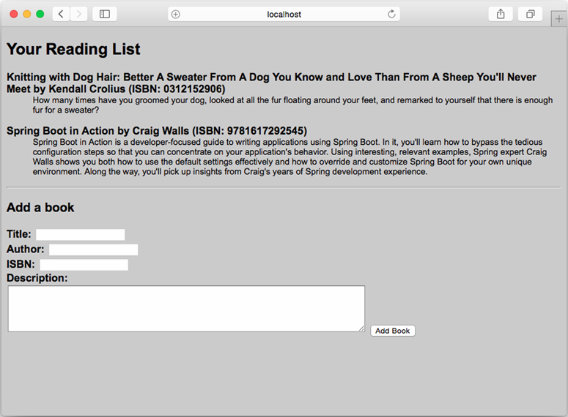 localhost
Your Reading List
Knitting with Dog Hair: Better A Sweater From A Dog You Know and Love Than From A Sheep You'll Never
Meet by Kendall Crolius (ISBN: 0312152906)
How many times have you groomed your dog, looked at all the fur floating around your feet, and remarked to yourself that there is enough
fur for a sweater?
Spring Boot in Action by Craig Walls (ISBN: 9781617292545)
Spring Boot in Action is a developer-focused guide to writing applications using Spring Boot. In it, you'll learn how to bypass the tedious
configuration steps so that you can concentrate on your application's behavior. Using interesting, relevant examples, Spring expert Craig
Walls shows you both how to use the default settings effectively and how to override and customize Spring Boot for your own unique
environment. Along the way, you'll pick up insights from Craig's years of Spring development experience.
Add a book
Title:
Author:
ISBN:
Description:
Add Book